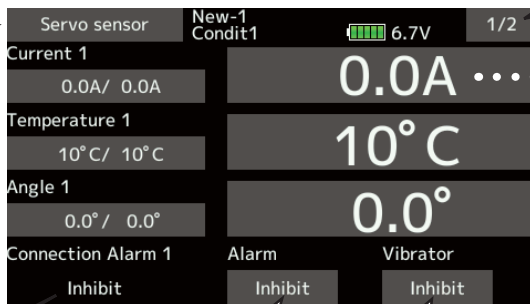 Servo sensor New-1 1/2
Condit1 6.7V
Current 1
0.0A/ 0.0A 0.0A
Temperature 1
10°C/ 10°C 10°C
Angle 1
0.0°/ 0.0° 0.0°
Connection Alarm 1 Alarm Vibrator
Inhibit Inhibit Inhibit